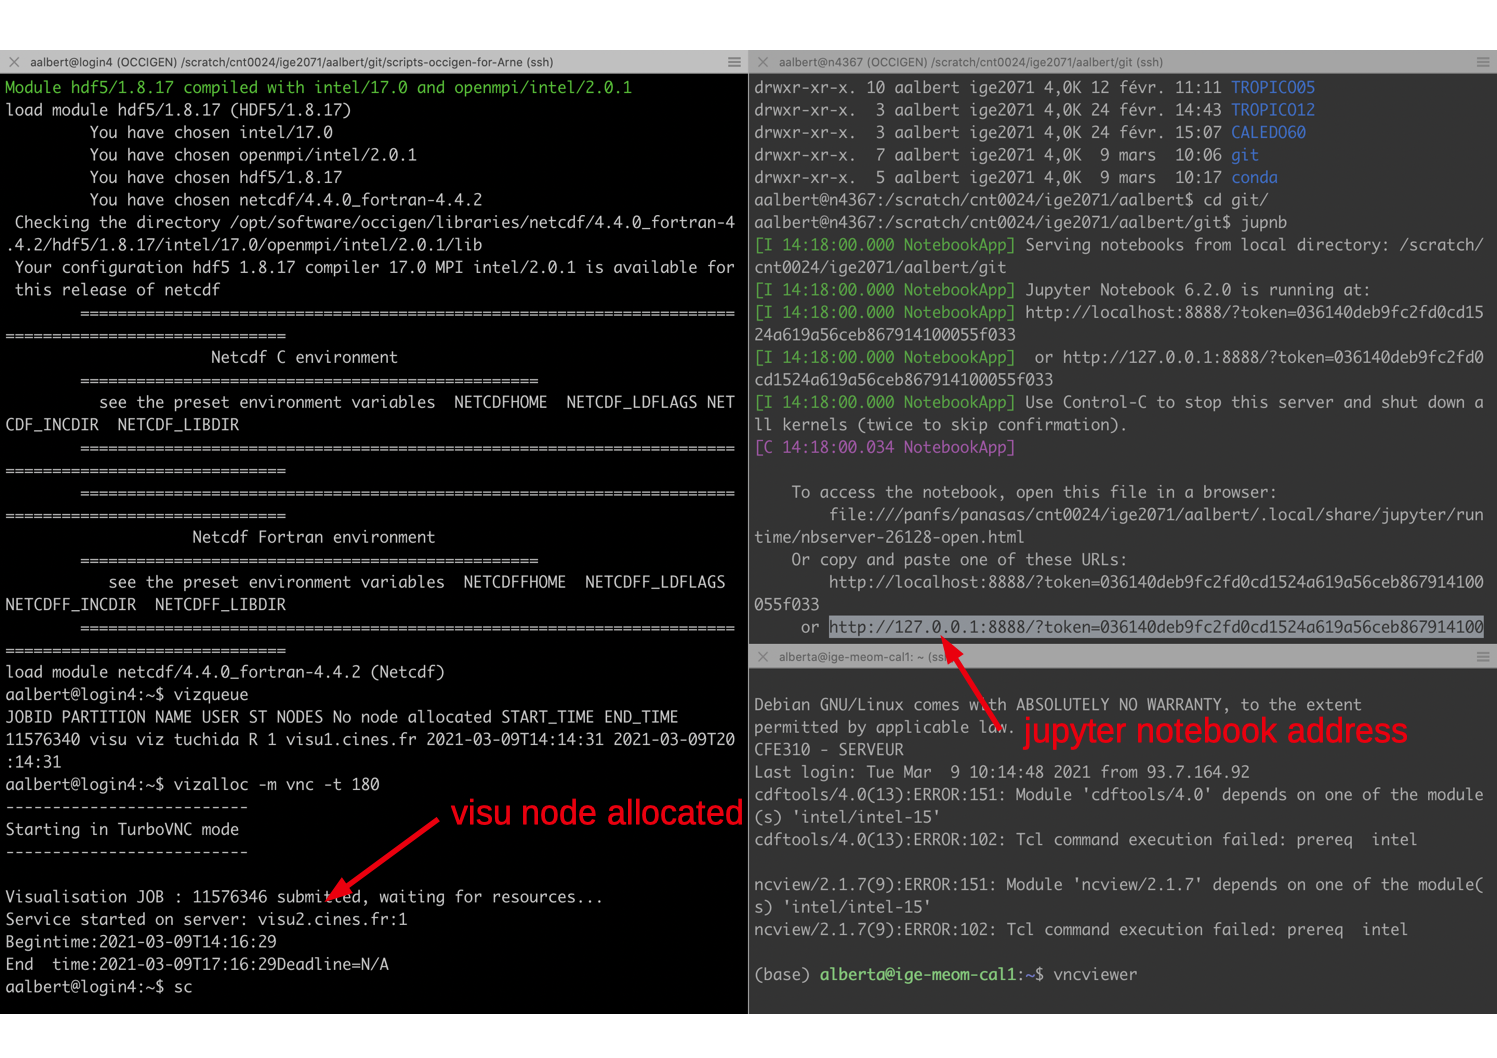 aalbert@login4 (OCCIGEN) /scratch/cnt0024/ige2071/aalbert/git/scripts-occigen-for-Arne (ssh)
Module hdf5/1.8.17 compiled with intel/17.0 and openmpi/intel/2.0.1
load module hdf5/1.8.17 (HDF5/1.8.17)
You have chosen intel/17.0
You have chosen openmpi/intel/2.0.1
You have chosen hdf5/1.8.17
You have chosen netcdf/4.4.0_fortran-4.4.2
Checking the directory /opt/software/occigen/libraries/netcdf/4.4.0_fortran-4
.4.2/hdf5/1.8.17/intel/17.0/openmpi/intel/2.0.1/lib
Your configuration hdf5 1.8.17 compiler 17.0 MPI intel/2.0.1 is available for
this release of netcdf
======================================================================
==============================
Netcdf C environment
=================================================
see the preset environment variables  NETCDFHOME  NETCDF_LDFLAGS NET
CDF_INCDIR  NETCDF_LIBDIR
======================================================================
==============================
======================================================================
==============================
Netcdf Fortran environment
=================================================
see the preset environment variables  NETCDFFHOME  NETCDFF_LDFLAGS
NETCDFF_INCDIR  NETCDFF_LIBDIR
======================================================================
==============================
load module netcdf/4.4.0_fortran-4.4.2 (Netcdf)
aalbert@login4:~$ vizqueue
JOBID PARTITION NAME USER ST NODES No node allocated START_TIME END_TIME
11576340 visu viz tuchida R 1 visu1.cines.fr 2021-03-09T14:14:31 2021-03-09T20
:14:31
aalbert@login4:~$ vizalloc -m vnc -t 180
--------------------------
Starting in TurboVNC mode
--------------------------
visu node allocated
Visualisation JOB : 11576346 submitted, waiting for resources...
Service started on server: visu2.cines.fr:1
Begintime:2021-03-09T14:16:29
End  time:2021-03-09T17:16:29Deadline=N/A
aalbert@login4:~$ sc
aalbert@n4367 (OCCIGEN) /scratch/cnt0024/ige2071/aalbert/git (ssh)
drwxr-xr-x. 10 aalbert ige2071 4,0K 12 févr. 11:11 TROPICO05
drwxr-xr-x.  3 aalbert ige2071 4,0K 24 févr. 14:43 TROPICO12
drwxr-xr-x.  3 aalbert ige2071 4,0K 24 févr. 15:07 CALEDO60
drwxr-xr-x.  7 aalbert ige2071 4,0K  9 mars  10:06 git
drwxr-xr-x.  5 aalbert ige2071 4,0K  9 mars  10:17 conda
aalbert@n4367:/scratch/cnt0024/ige2071/aalbert$ cd git/
aalbert@n4367:/scratch/cnt0024/ige2071/aalbert/git$ jupnb
[I 14:18:00.000 NotebookApp] Serving notebooks from local directory: /scratch/
cnt0024/ige2071/aalbert/git
[I 14:18:00.000 NotebookApp] Jupyter Notebook 6.2.0 is running at:
[I 14:18:00.000 NotebookApp] http://localhost:8888/?token=036140deb9fc2fd0cd15
24a619a56ceb867914100055f033
[I 14:18:00.000 NotebookApp]  or http://127.0.0.1:8888/?token=036140deb9fc2fd0
cd1524a619a56ceb867914100055f033
[I 14:18:00.000 NotebookApp] Use Control-C to stop this server and shut down a
ll kernels (twice to skip confirmation).
[C 14:18:00.034 NotebookApp]
To access the notebook, open this file in a browser:
file:///panfs/panasas/cnt0024/ige2071/aalbert/.local/share/jupyter/run
time/nbserver-26128-open.html
Or copy and paste one of these URLs:
http://localhost:8888/?token=036140deb9fc2fd0cd1524a619a56ceb867914100
055f033
or http://127.0.0.1:8888/?token=036140deb9fc2fd0cd1524a619a56ceb867914100
alberta@ige-meom-cal1: ~ (ssh)
Debian GNU/Linux comes with ABSOLUTELY NO WARRANTY, to the extent
permitted by applicable law.
jupyter notebook address
CFE310 - SERVEUR
Last login: Tue Mar  9 10:14:48 2021 from 93.7.164.92
cdftools/4.0(13):ERROR:151: Module 'cdftools/4.0' depends on one of the module
(s) 'intel/intel-15'
cdftools/4.0(13):ERROR:102: Tcl command execution failed: prereq  intel
ncview/2.1.7(9):ERROR:151: Module 'ncview/2.1.7' depends on one of the module(
s) 'intel/intel-15'
ncview/2.1.7(9):ERROR:102: Tcl command execution failed: prereq  intel
(base) alberta@ige-meom-cal1:~$ vncviewer